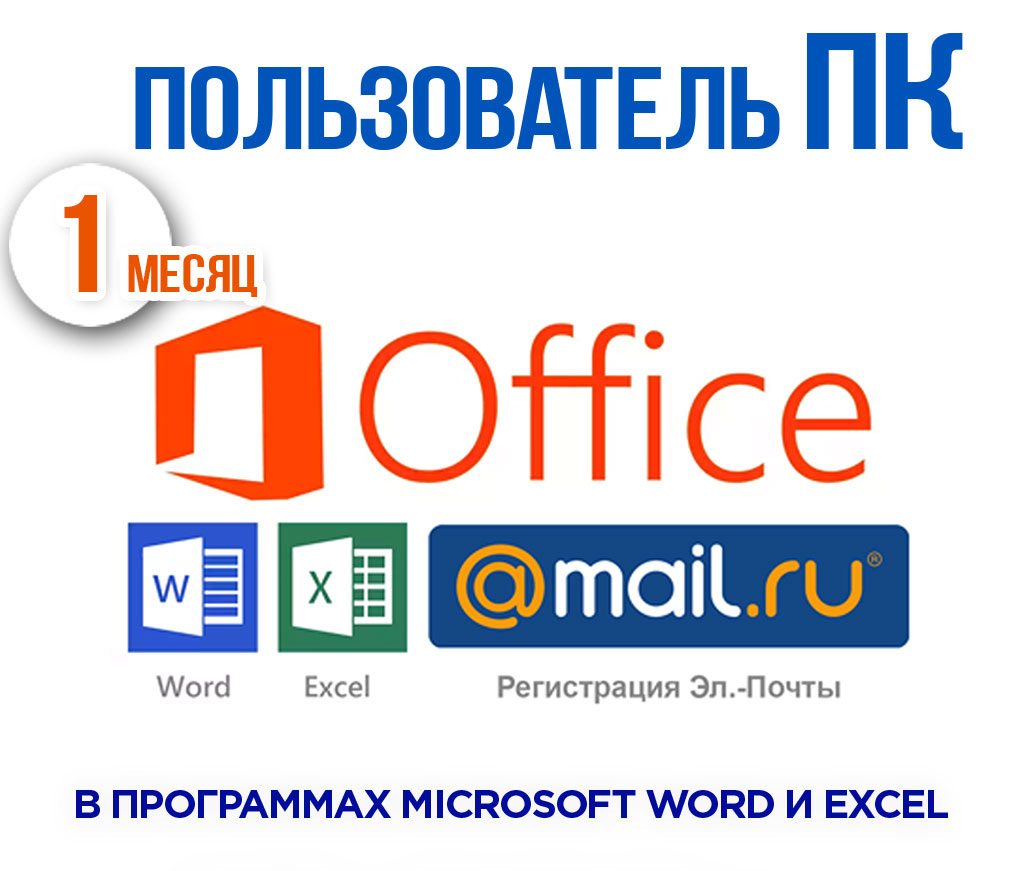 ПОЛЬЗОВАТЕЛЬ ПК
1 МЕСЯЦ
Office
W X @mail.ru®
Word Excel Регистрация Эл.-Почты
В ПРОГРАММАХ MICROSOFT WORD И EXCEL